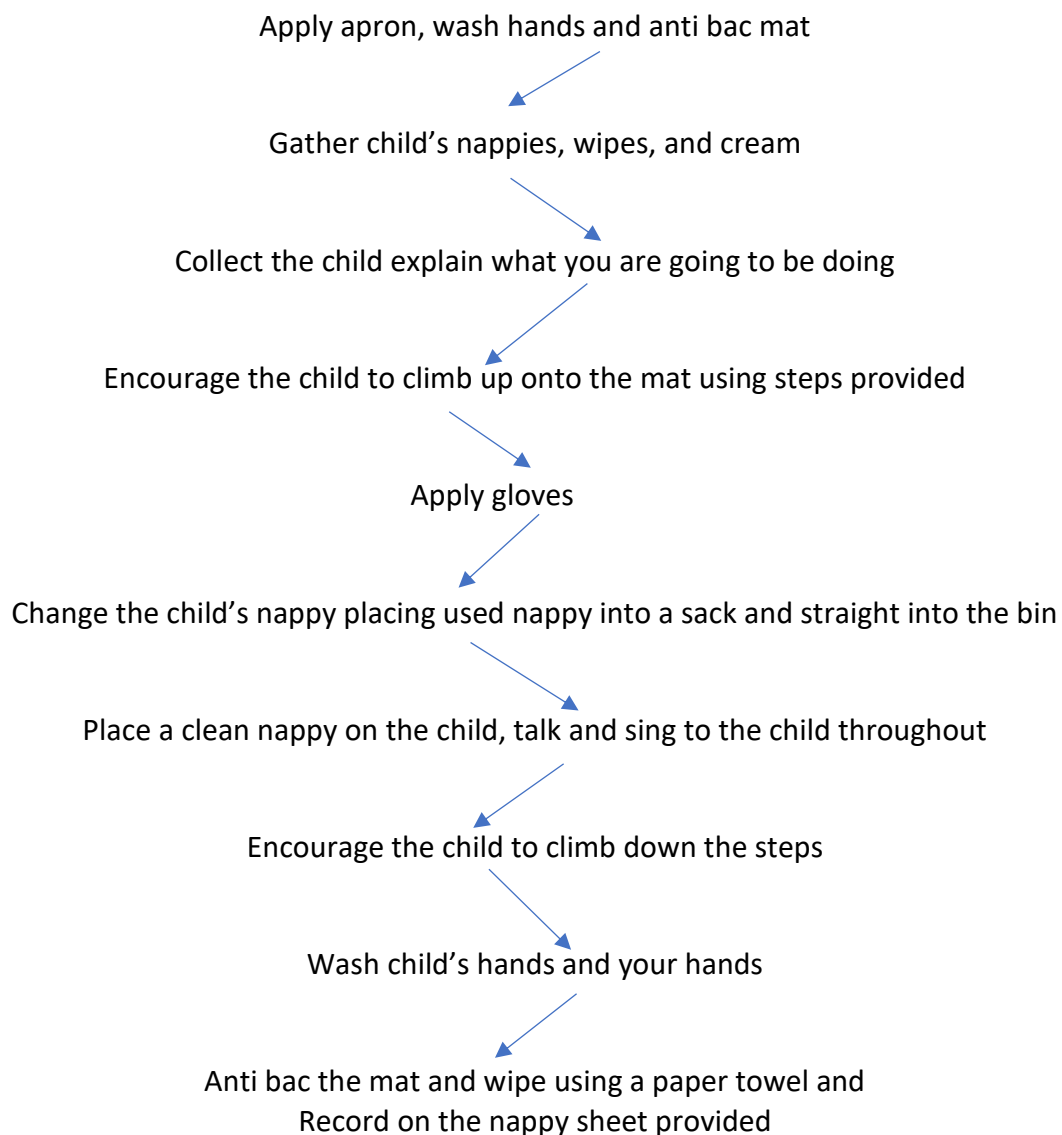 Apply apron, wash hands and anti bac mat
Gather child’s nappies, wipes, and cream
Collect the child explain what you are going to be doing
Encourage the child to climb up onto the mat using steps provided
Apply gloves
Change the child’s nappy placing used nappy into a sack and straight into the bin
Place a clean nappy on the child, talk and sing to the child throughout
Encourage the child to climb down the steps
Wash child’s hands and your hands
Anti bac the mat and wipe using a paper towel and
Record on the nappy sheet provided